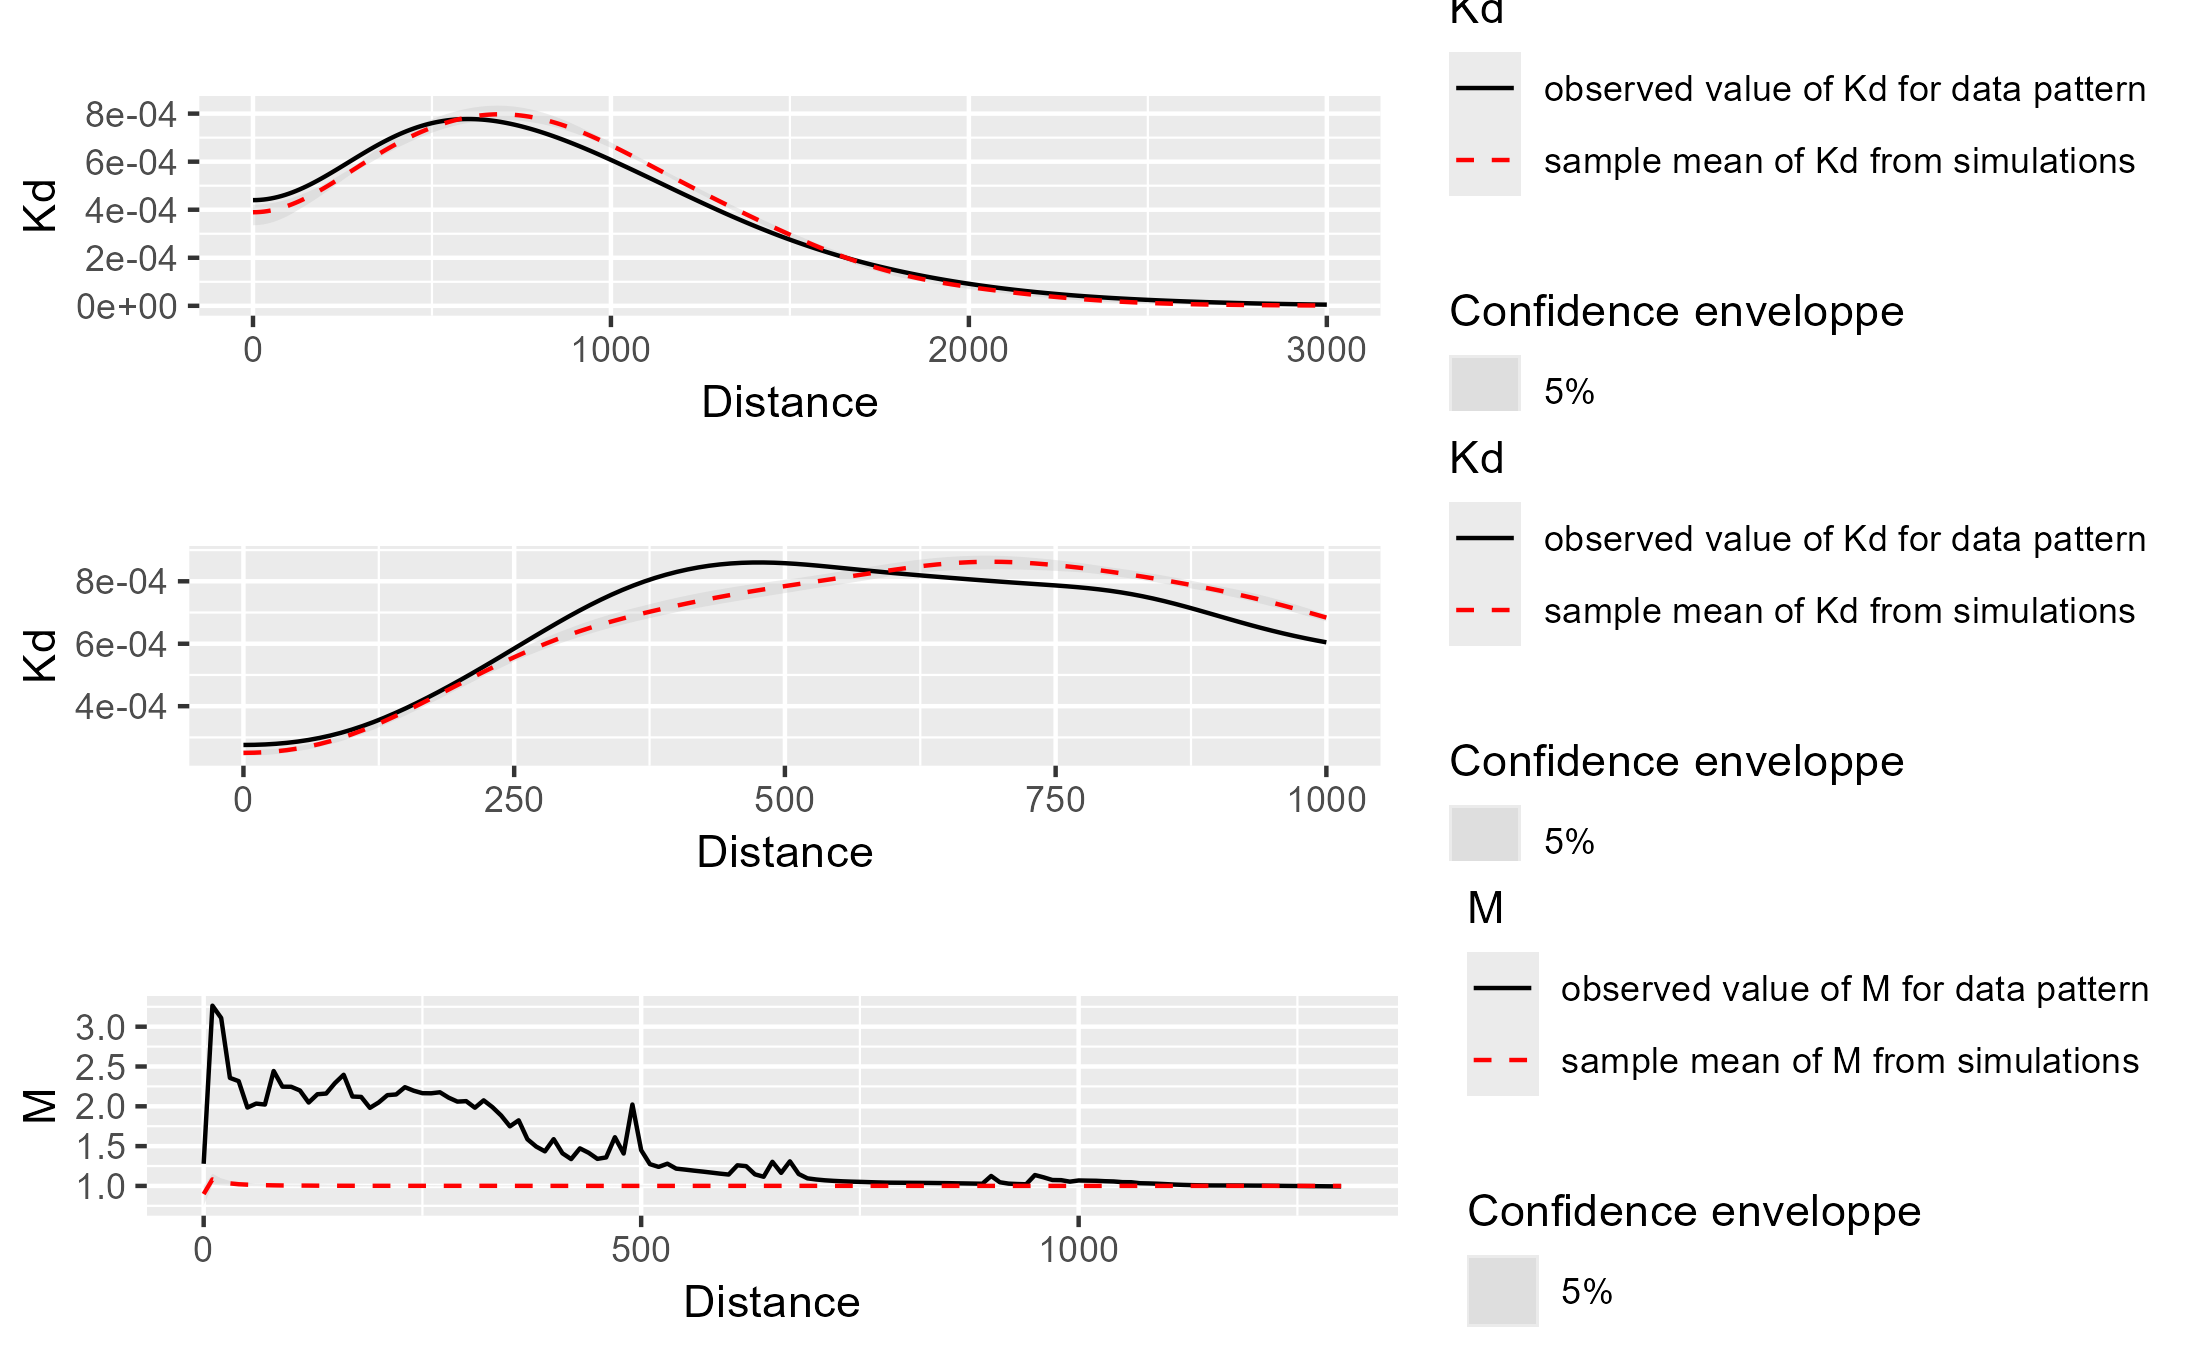 Kd
observed value of Kd for data pattern
sample mean of Kd from simulations
Confidence enveloppe
5%
Kd
8e-04
6e-04
4e-04
2e-04
0e+00
0 1000 2000 3000
Distance
Kd
observed value of Kd for data pattern
sample mean of Kd from simulations
Confidence enveloppe
5%
Kd
8e-04
6e-04
4e-04
0 250 500 750 1000
Distance
M
observed value of M for data pattern
sample mean of M from simulations
Confidence enveloppe
5%
M
3.0
2.5
2.0
1.5
1.0
0 500 1000
Distance